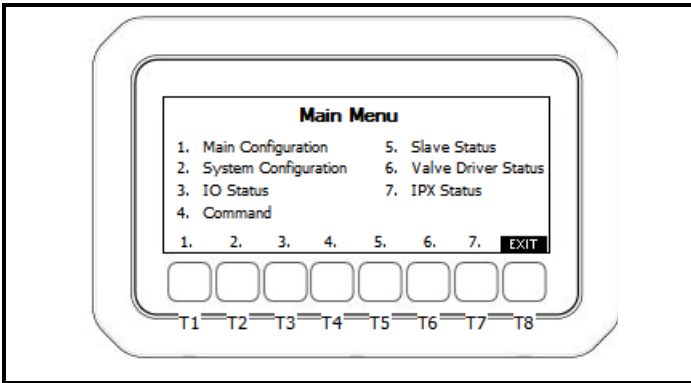 Main Menu
1. Main Configuration
2. System Configuration
3. IO Status
4. Command
5. Slave Status
6. Valve Driver Status
7. IPX Status
1. 2. 3. 4. 5. 6. 7. EXIT
T1 T2 T3 T4 T5 T6 T7 T8